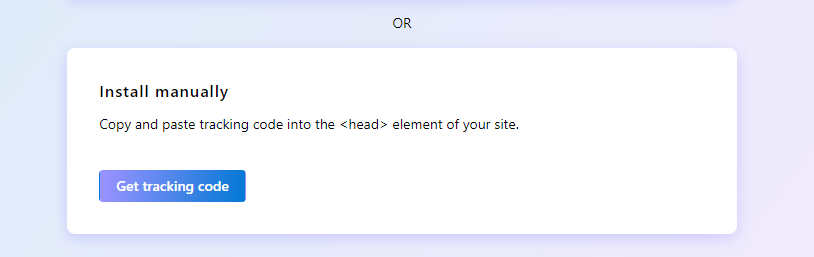 OR
Install manually
Copy and paste tracking code into the <head> element of your site.
Get tracking code